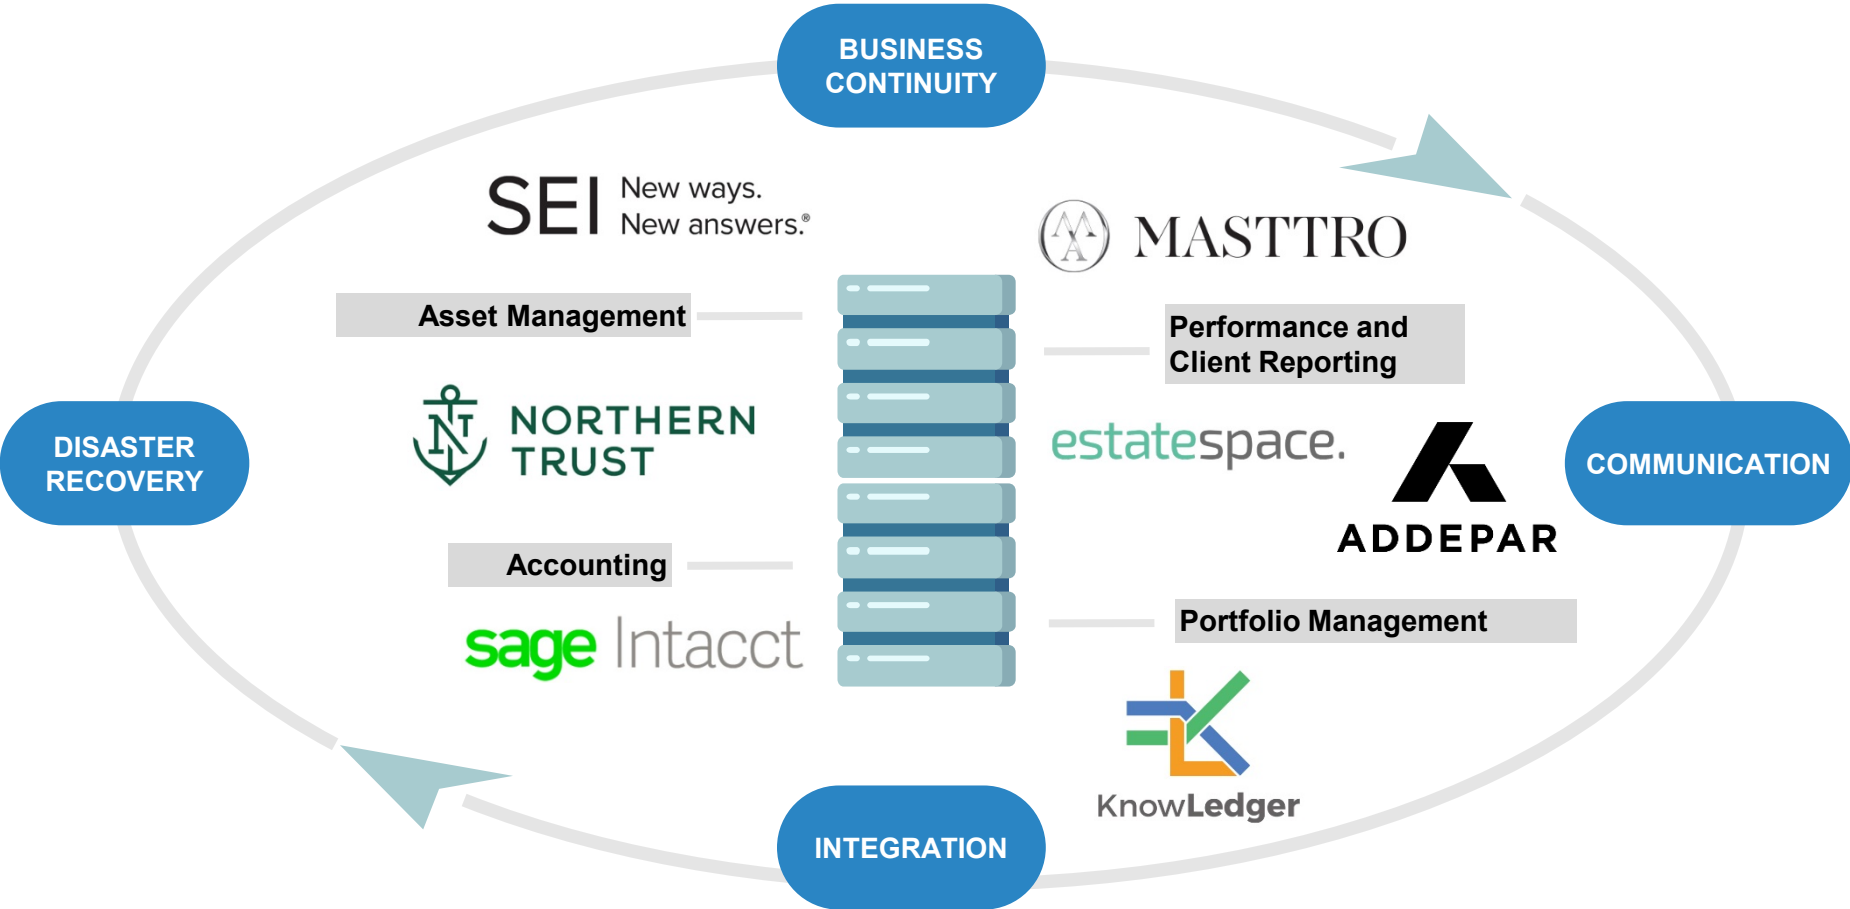 BUSINESS
CONTINUITY
SEI New ways.
New answers.®
MASTTRO
Asset Management
Performance and
Client Reporting
NORTHERN
TRUST
estatespace.
ADDEPAR
DISASTER
RECOVERY
COMMUNICATION
Accounting
sage Intacct
Portfolio Management
KnowLedger
INTEGRATION